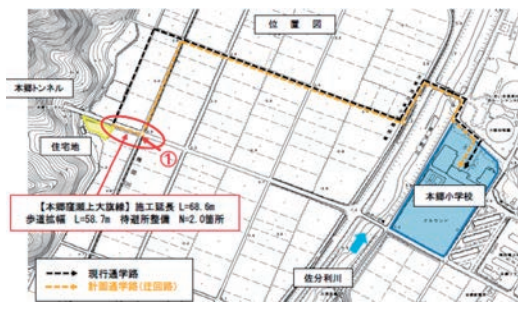 位置図
本郷トンネル
住宅地
①
【本郷窪瀬上大旗線】施工延長 L=68.6m
歩道拡幅 L=58.7m 待避所整備 N=2.0箇所
本郷小学校
現行通学路
計画通学路(迂回路)
佐分利川